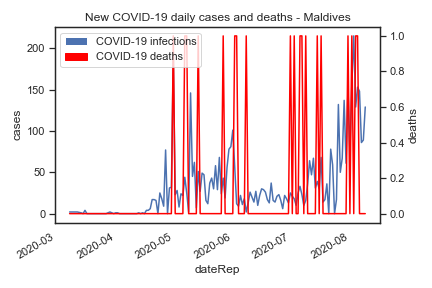 New COVID-19 daily cases and deaths - Maldives
COVID-19 infections
COVID-19 deaths
200
150
100
50
0
cases
1.0
0.8
0.6
0.4
0.2
0.0
deaths
2020-03
2020-04
2020-05
2020-06
2020-07
2020-08
dateRep